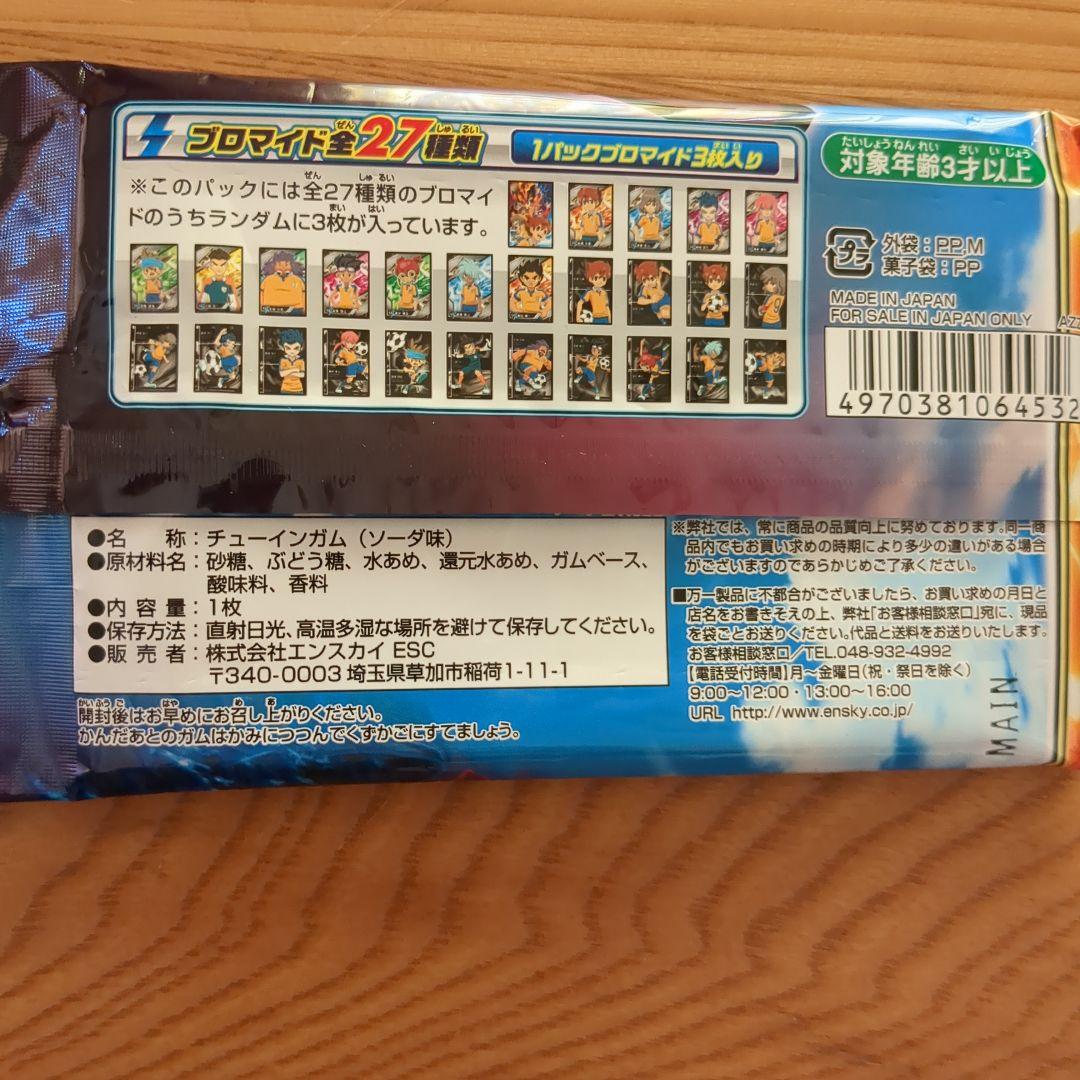 ブロマイド全27種類
1パックブロマイド3枚入り
※このパックには全27種類のブロマイ
ドのうちランダムに3枚が入っています。
対象年齢3才以上
プラ
外袋:PP,M
菓子袋:PP
MADE IN JAPAN
FOR SALE IN JAPAN ONLY
4970381064532
●名 称:チューインガム(ソーダ味)
●原材料名:砂糖、ぶどう糖、水あめ、還元水あめ、ガムベース、
酸味料、香料
●内容量:1枚
●保存方法:直射日光、高温多湿な場所を避けて保存してください。
●販売者:株式会社エンスカイ ESC
〒340-0003 埼玉県草加市稲荷1-11-1
開封後はお早めにお召し上がりください。
かんだあとのガムはかみにつつんでくずかごにすてましょう。
※弊社では、常に商品の品質向上に努めております。同一商
品内でもお買い求めの時期により多少の違いがある場合
がございますのであらかじめご了承ください。
■万一製品に不都合がございましたら、お買い求めの月日と
店名をお書きそえの上、弊社「お客様相談窓口」宛に、現品
を袋ごとお送りください。代品と送料をお送りいたします。
お客様相談窓口/TEL.048-932-4992
【電話受付時間】月〜金曜日(祝・祭日を除く)
9:00〜12:00・13:00〜16:00
URL http://www.ensky.co.jp/
MAIN